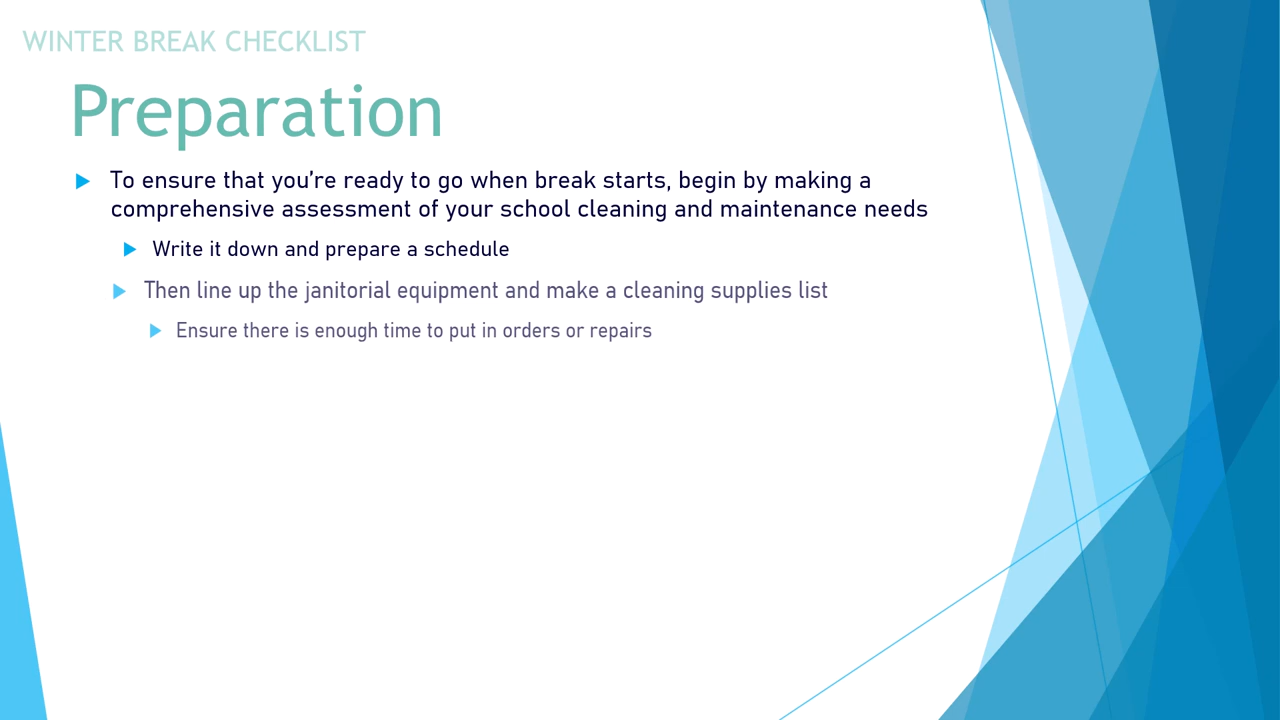 WINTER BREAK CHECKLIST
Preparation
To ensure that you’re ready to go when break starts, begin by making a
comprehensive assessment of your school cleaning and maintenance needs
Write it down and prepare a schedule
Then line up the janitorial equipment and make a cleaning supplies list
Ensure there is enough time to put in orders or repairs